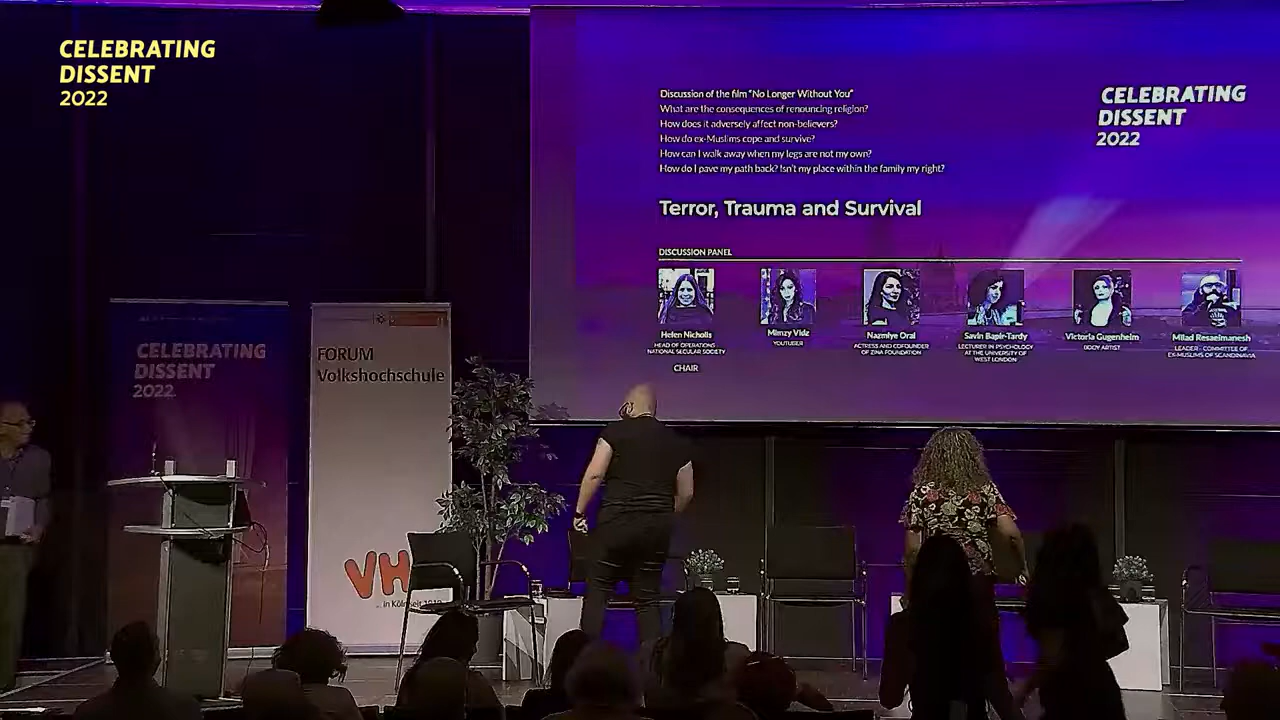 CELEBRATING
DISSENT
2022
Discussion of the film "No Longer Without You"
What are the consequences of renouncing religion?
How does it adversely affect non-believers?
How do ex-Muslims cope and survive?
How can I walk away when my legs are not my own?
How do I pave my path back? Isn't my place within the family my right?
CELEBRATING
DISSENT
2022
Terror, Trauma and Survival
DISCUSSION PANEL
Helen Nicholls
HEAD OF OPERATIONS
NATIONAL SECULAR SOCIETY
CHAIR
Mimzy Vidz
YOUTUBER
Nazmiye Oral
ACTRESS AND COFOUNDER
OF ZINA FOUNDATION
Savin Bapir-Tardy
LECTURER IN PSYCHOLOGY
AT THE UNIVERSITY OF
WEST LONDON
Victoria Gugenheim
BODY ARTIST
Milad Resaeimanesh
LEADER - COMMITTEE OF
EX-MUSLIMS OF SCANDINAVIA
CELEBRATING
DISSENT
2022
FORUM
Volkshochschule
VH
... in Köln seit 1919